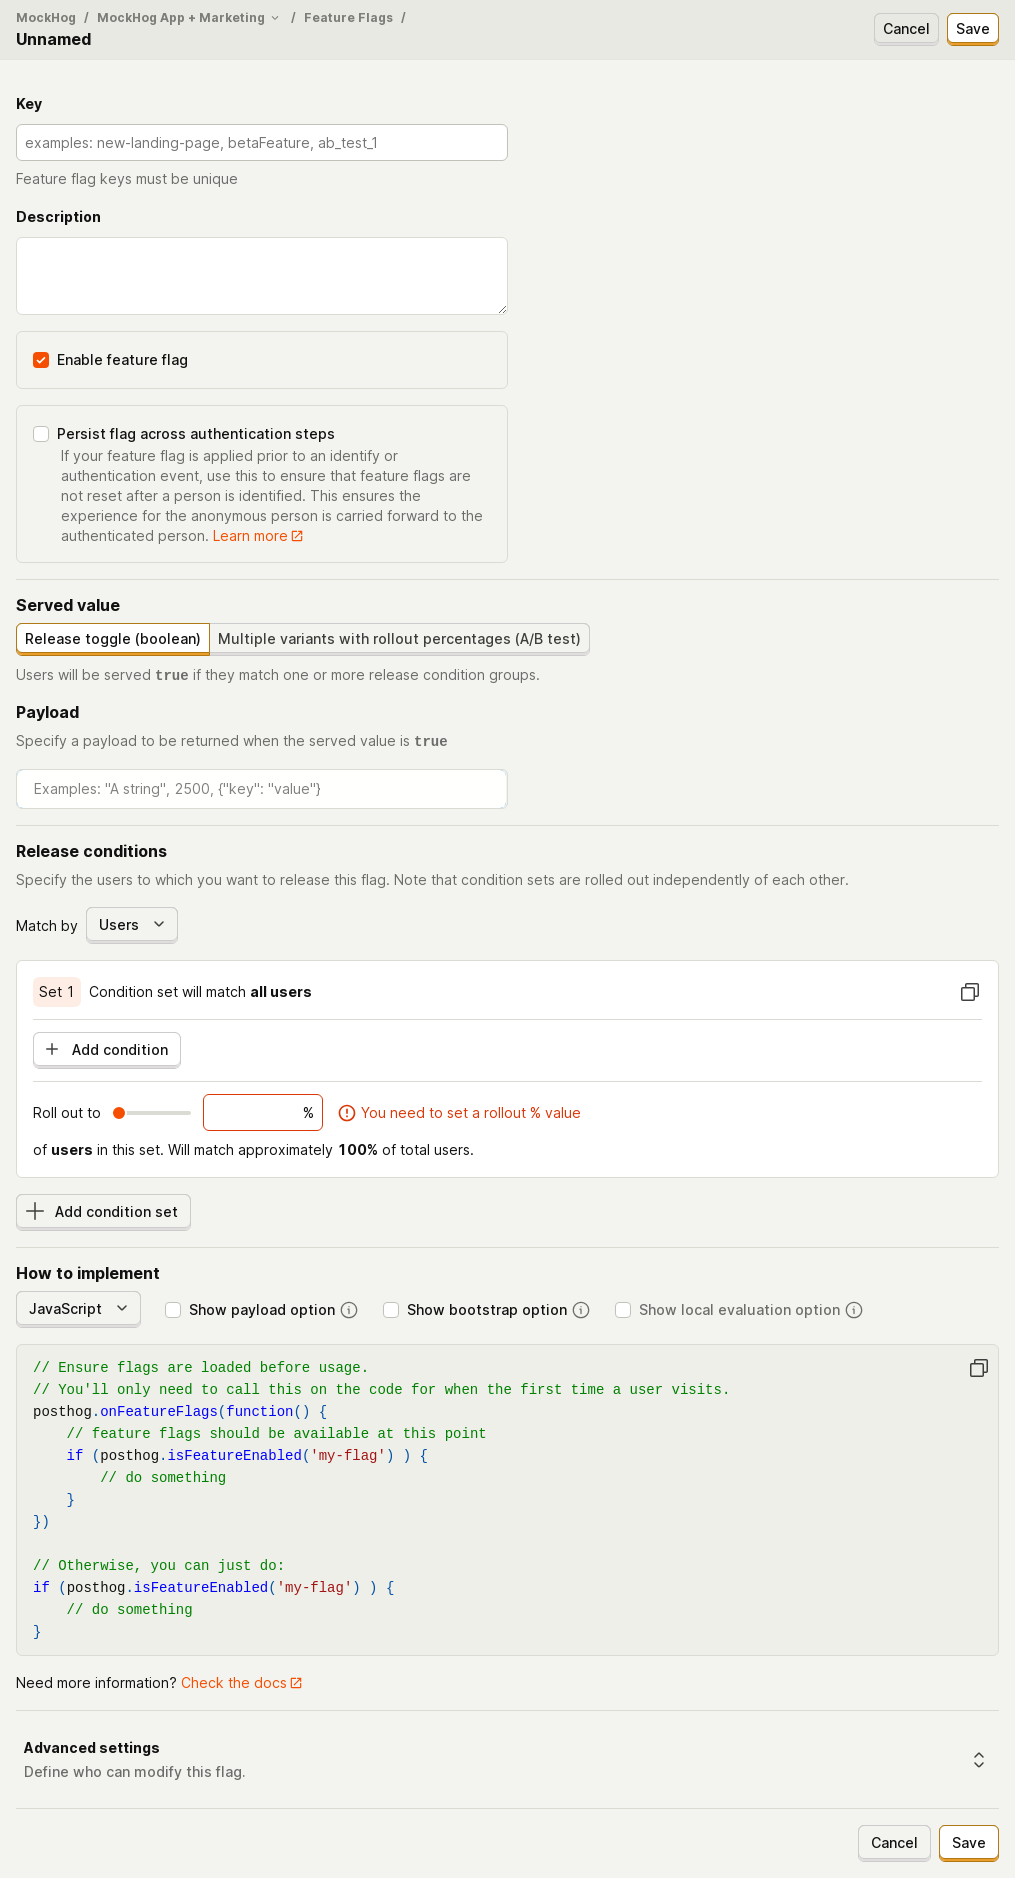 MockHog / MockHog App + Marketing / Feature Flags /
Unnamed
Cancel
Save
Key
examples: new-landing-page, betaFeature, ab_test_1
Feature flag keys must be unique
Description
Enable feature flag
Persist flag across authentication steps
If your feature flag is applied prior to an identify or
authentication event, use this to ensure that feature flags are
not reset after a person is identified. This ensures the
experience for the anonymous person is carried forward to the
authenticated person. Learn more
Served value
Release toggle (boolean) Multiple variants with rollout percentages (A/B test)
Users will be served true if they match one or more release condition groups.
Payload
Specify a payload to be returned when the served value is true
Examples: "A string", 2500, {"key": "value"}
Release conditions
Specify the users to which you want to release this flag. Note that condition sets are rolled out independently of each other.
Match by Users
Set 1 Condition set will match all users
Add condition
Roll out to % You need to set a rollout % value
of users in this set. Will match approximately 100% of total users.
Add condition set
How to implement
JavaScript Show payload option Show bootstrap option Show local evaluation option
// Ensure flags are loaded before usage.
// You'll only need to call this on the code for when the first time a user visits.
posthog.onFeatureFlags(function() {
    // feature flags should be available at this point
    if (posthog.isFeatureEnabled('my-flag') ) {
        // do something
    }
})
// Otherwise, you can just do:
if (posthog.isFeatureEnabled('my-flag') ) {
    // do something
}
Need more information? Check the docs
Advanced settings
Define who can modify this flag.
Cancel
Save